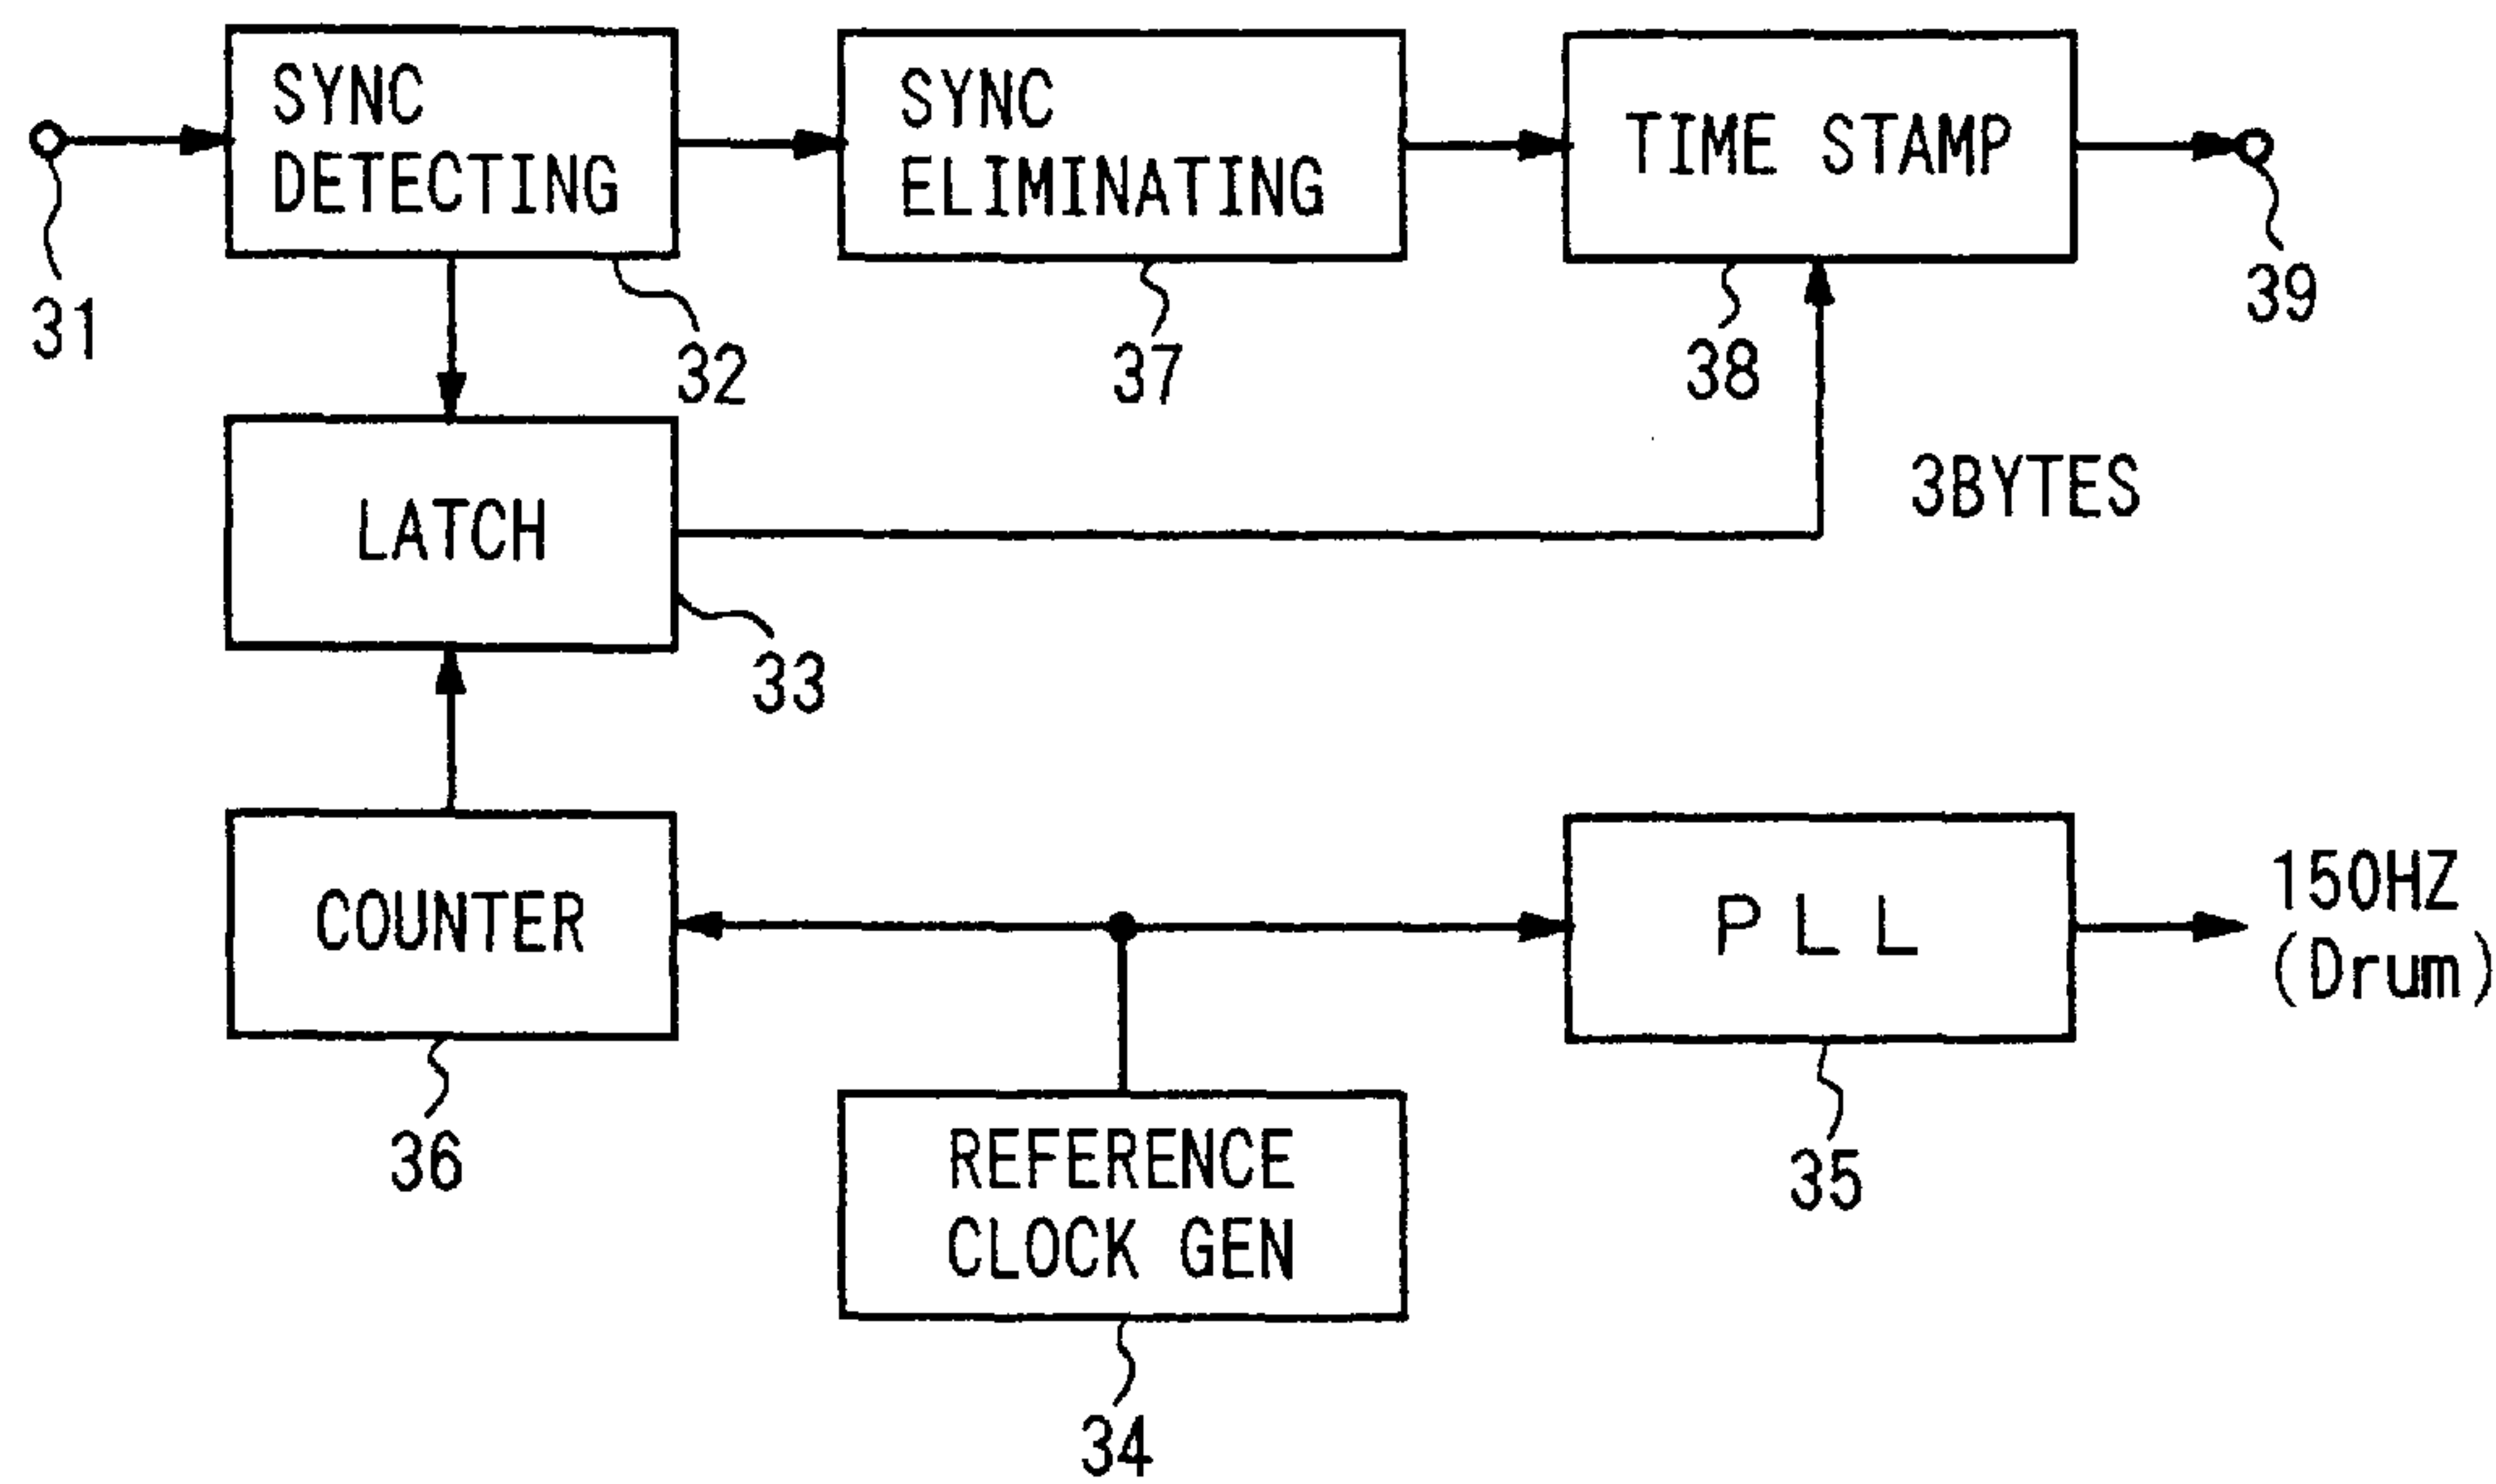 SYNC
DETECTING
SYNC
ELIMINATING
TIME STAMP
31
32
37
38
39
LATCH
3BYTES
33
COUNTER
PLL
150HZ
(Drum)
36
REFERENCE
CLOCK GEN
35
34